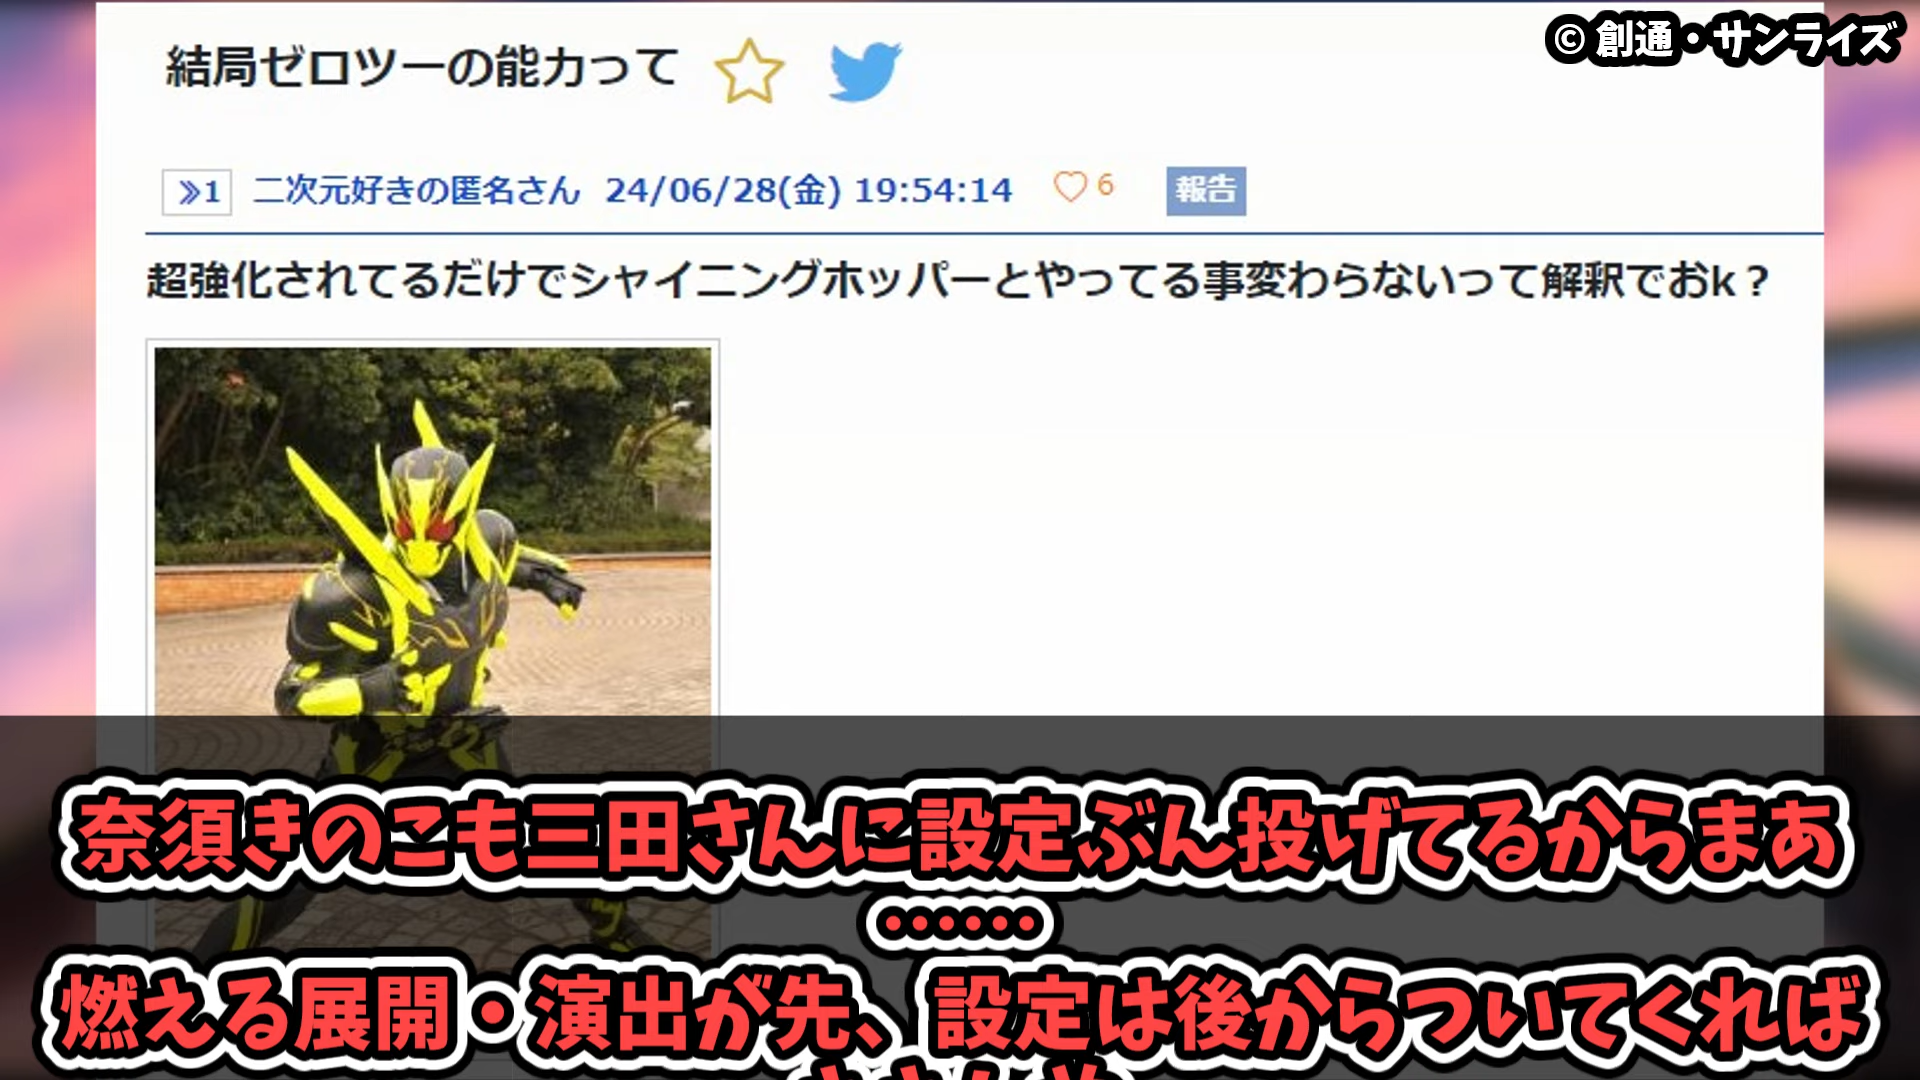 © 創通・サンライズ
結局ゼロツーの能力って
≫1 二次元好きの匿名さん 24/06/28(金) 19:54:14 6 報告
超強化されてるだけでシャイニングホッパーとやってる事変わらないって解釈でおk？
奈須きのこも三田さんに設定ぶん投げてるからまあ
……
燃える展開・演出が先、設定は後からついてくれば